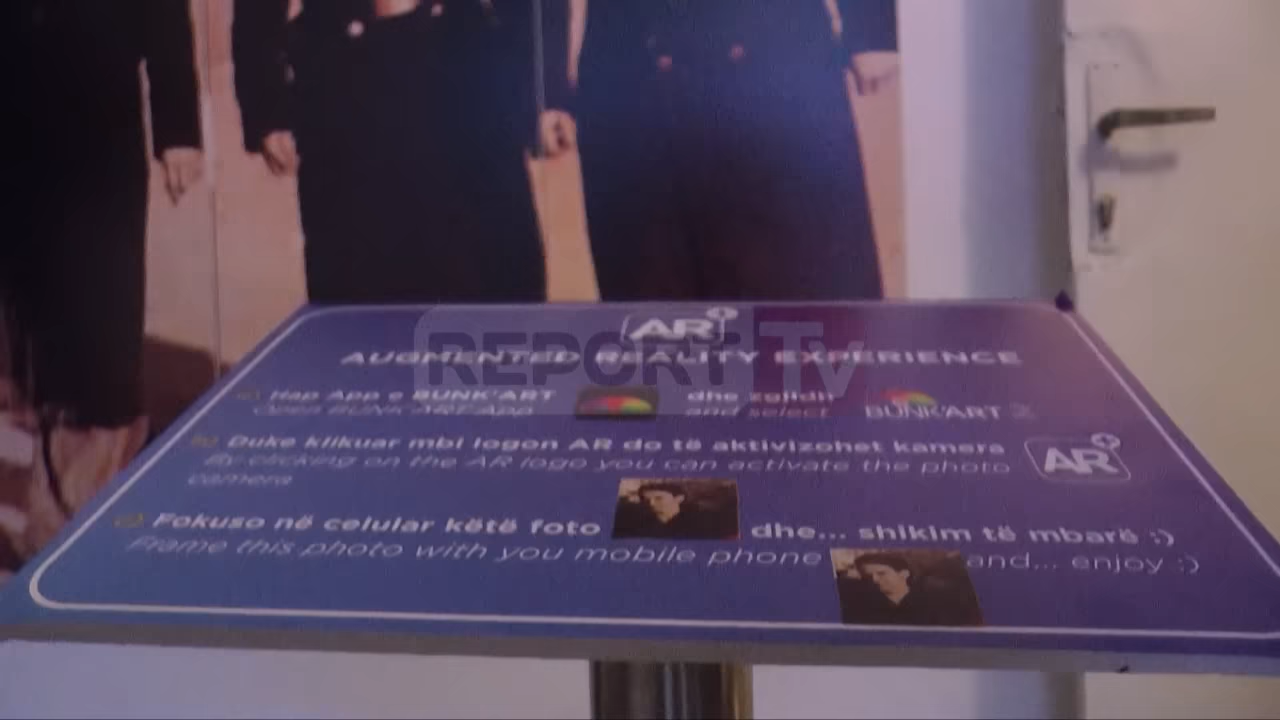 AR+
REPORT TV
AUGMENTED REALITY EXPERIENCE
Hap App e BUNK'ART dhe zgjidh
Open BUNK'ART App and select BUNK'ART 2
Duke klikuar mbi logon AR do të aktivizohet kamera
By clicking on the AR logo you can activate the photo
camera
AR+
Fokuso në celular këtë foto dhe... shikim të mbarë :)
Frame this photo with you mobile phone and... enjoy :)